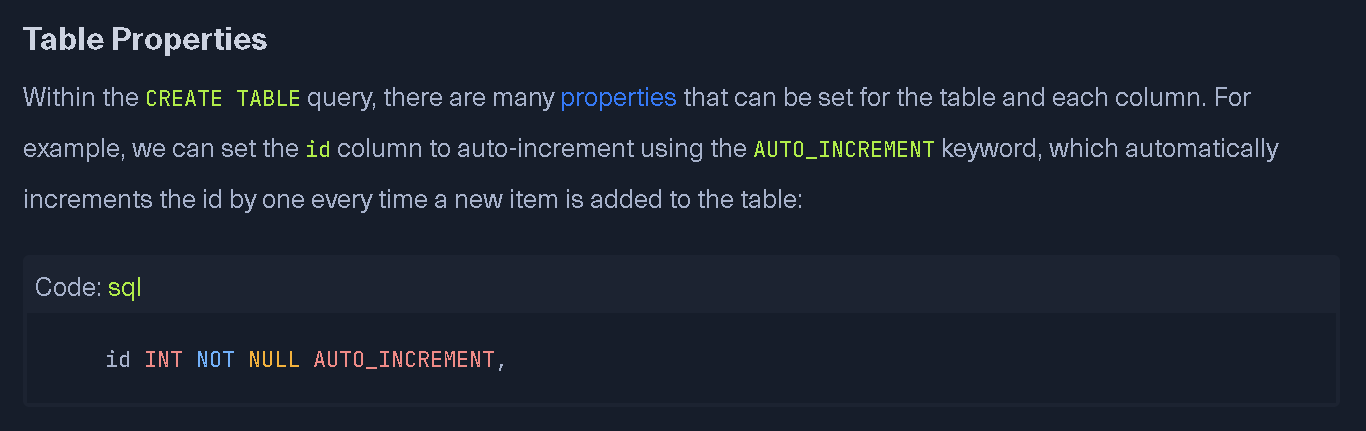 Table Properties
Within the CREATE TABLE query, there are many properties that can be set for the table and each column. For
example, we can set the id column to auto-increment using the AUTO_INCREMENT keyword, which automatically
increments the id by one every time a new item is added to the table:
Code: sql
id INT NOT NULL AUTO_INCREMENT,